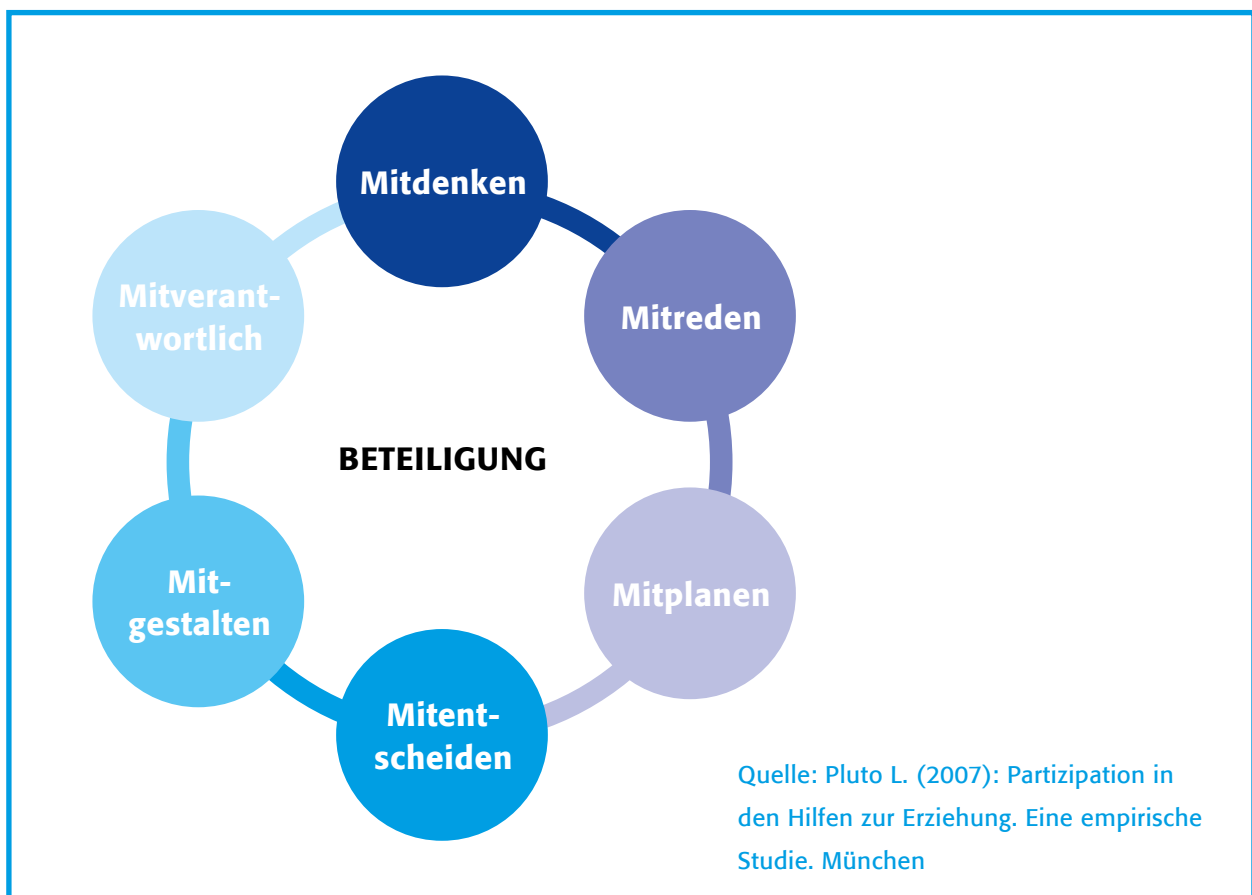 Mitdenken
Mitreden
Mitplanen
Mitent-
scheiden
Mit-
gestalten
Mitverant-
wortlich
BETEILIGUNG
Quelle: Pluto L. (2007): Partizipation in
den Hilfen zur Erziehung. Eine empirische
Studie. München